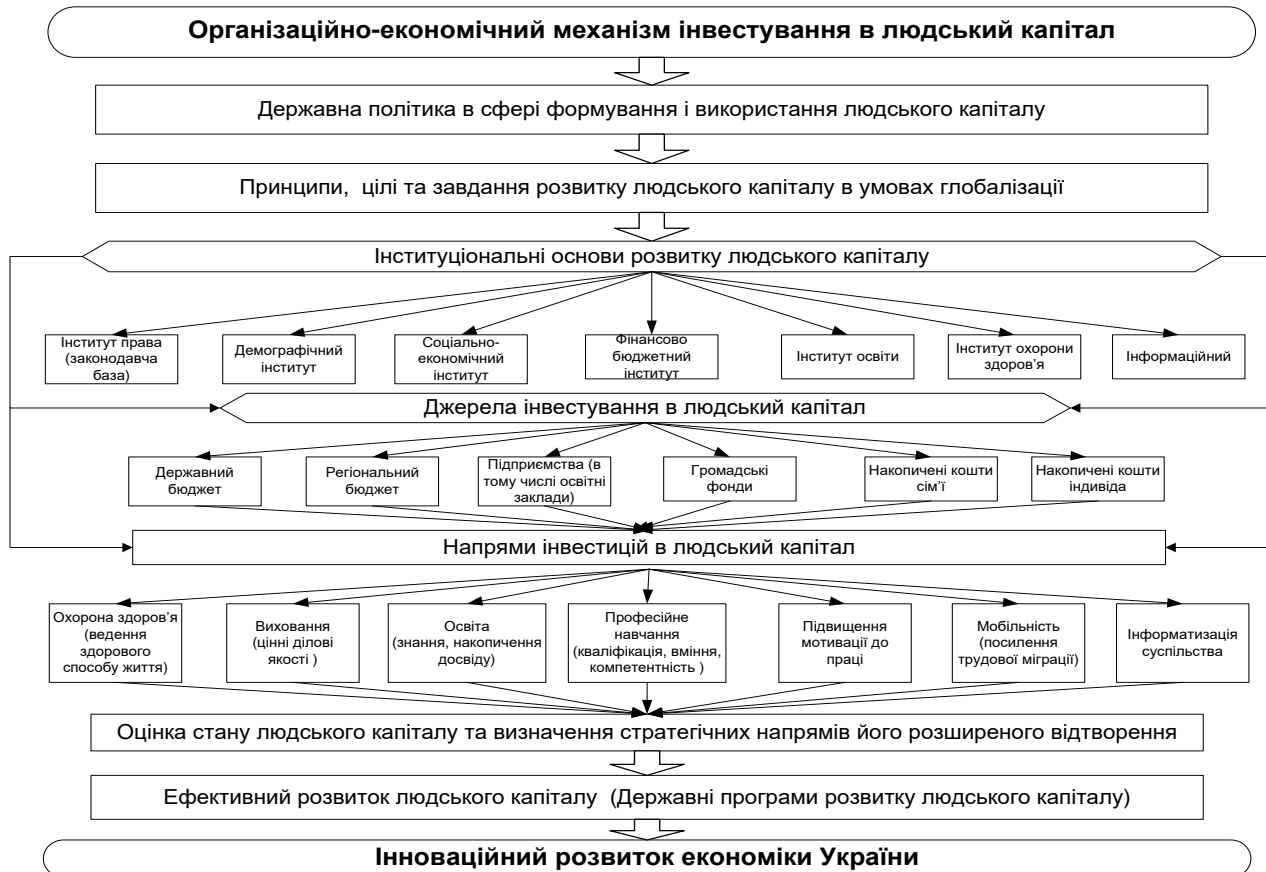 Організаційно-економічний механізм інвестування в людський капітал
Державна політика в сфері формування і використання людського капіталу
Принципи, цілі та завдання розвитку людського капіталу в умовах глобалізації
Інституціональні основи розвитку людського капіталу
Інститут права
(законодавча
база)
Демографічний
інститут
Соціально-
економічний
інститут
Фінансово
бюджетний
інститут
Інститут освіти
Інститут охорони
здоров'я
Інформаційний
Джерела інвестування в людський капітал
Державний
бюджет
Регіональний
бюджет
Підприємства (в
тому числі освітні
заклади)
Громадські
фонди
Накопичені кошти
сім'ї
Накопичені кошти
індивіда
Напрями інвестицій в людський капітал
Охорона здоров'я
(ведення
здорового
способу життя)
Виховання
(цінні ділові
якості )
Освіта
(знання, накопичення
досвіду)
Професійне
навчання
(кваліфікація, вміння,
компетентність )
Підвищення
мотивації до
праці
Мобільність
(посилення
трудової міграції)
Інформатизація
суспільства
Оцінка стану людського капіталу та визначення стратегічних напрямів його розширеного відтворення
Ефективний розвиток людського капіталу (Державні програми розвитку людського капіталу)
Інноваційний розвиток економіки України